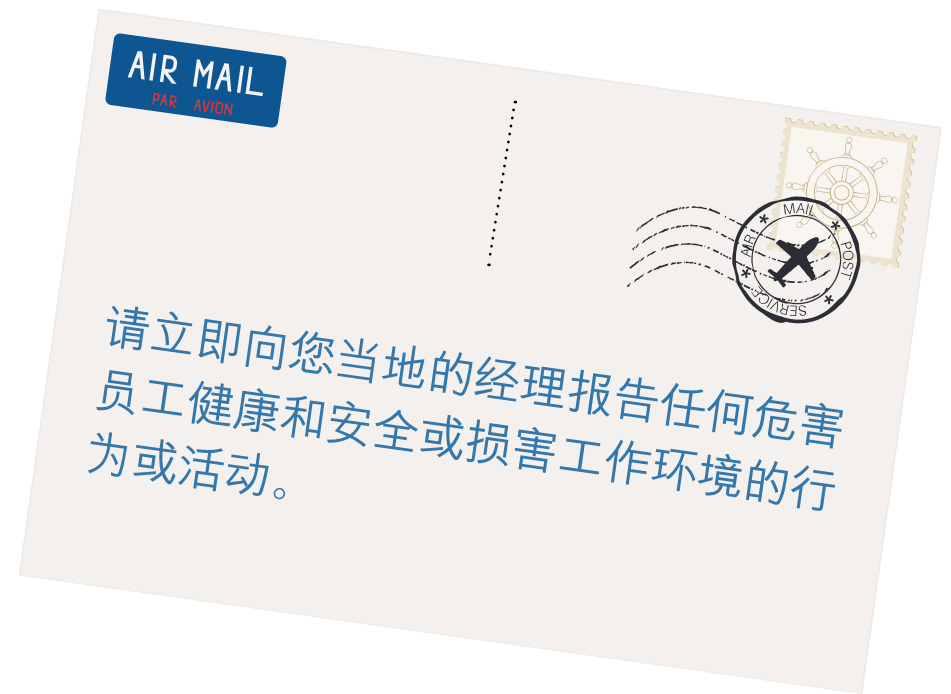 AIR MAIL
PAR AVION
MAIL
AIR
POST
SERVICE
请立即向您当地的经理报告任何危害
员工健康和安全或损害工作环境的行
为或活动。